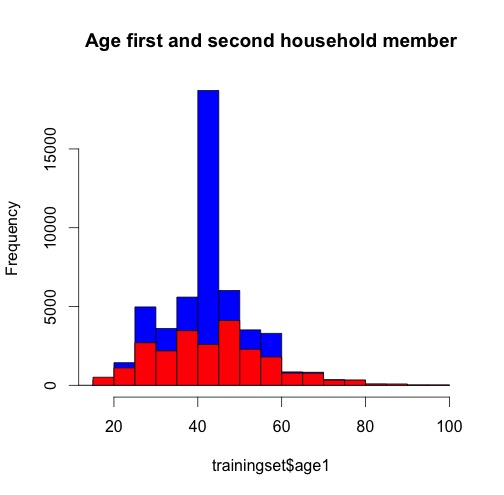 Age first and second household member
Frequency
15000
10000
5000
0
20 40 60 80 100
trainingset$age1